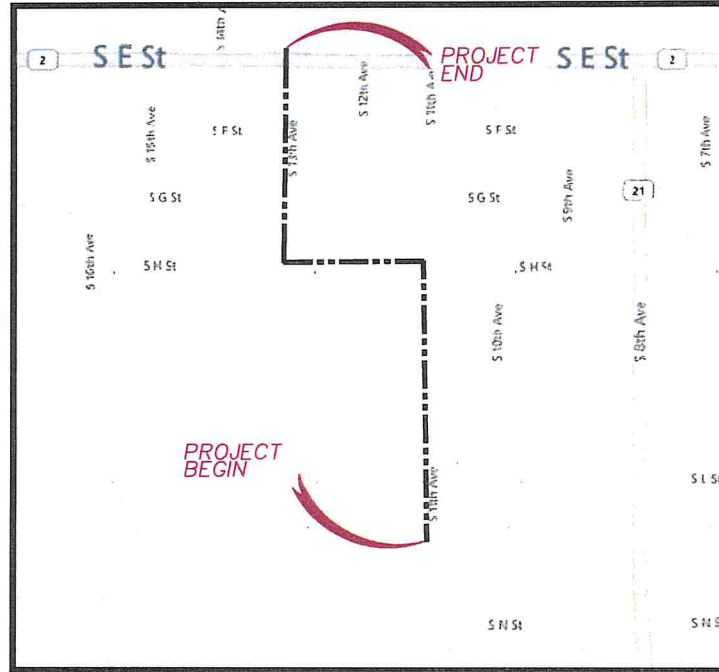 S 14th A
2
S E St
PROJECT
END
S E St
2
S 12th Ave
S 11th A
S 15th Ave
S F St
S 13th Ave
S F St
S 7th Ave
S G St
S G St
S 9th Ave
21
S 16th Ave
S H St
S H St
S 10th Ave
S 8th Ave
PROJECT
BEGIN
S 11th Ave
S L St
S N St
S N S